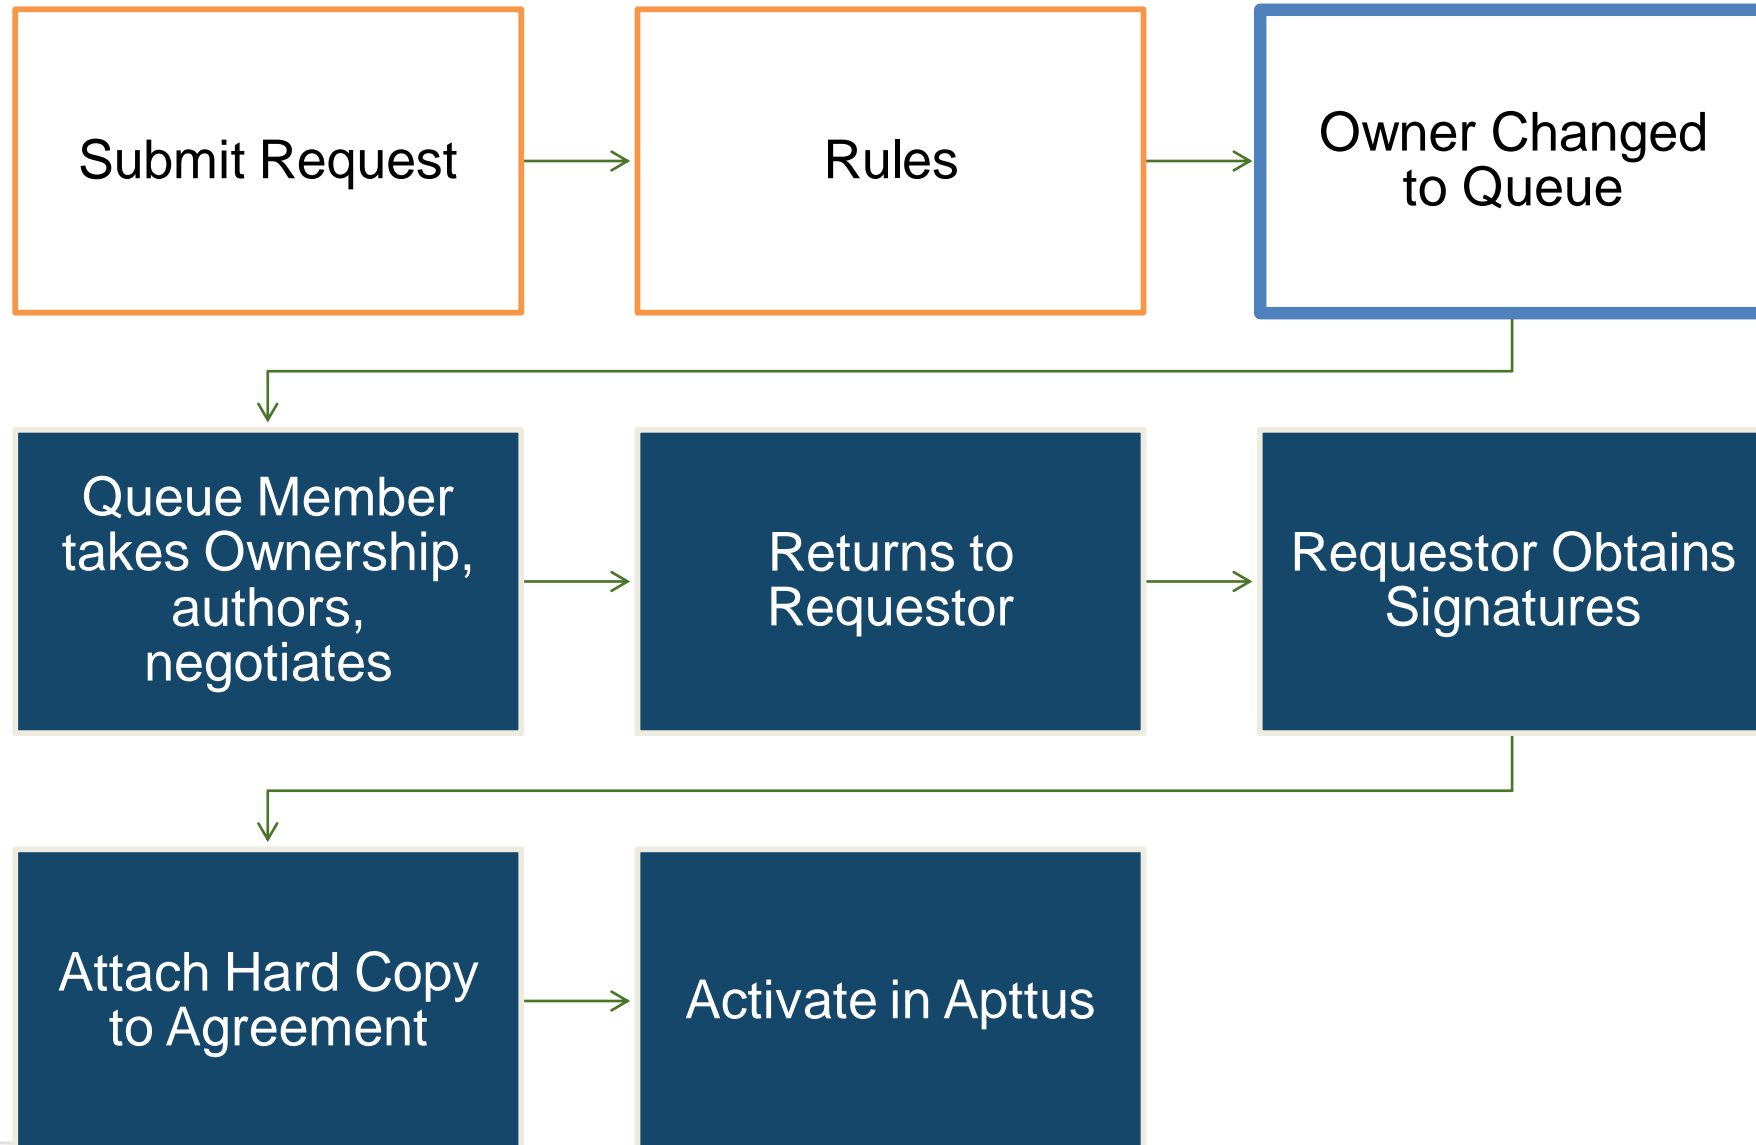 Submit Request
Rules
Owner Changed
to Queue
Queue Member
takes Ownership,
authors,
negotiates
Returns to
Requestor
Requestor Obtains
Signatures
Attach Hard Copy
to Agreement
Activate in Apttus